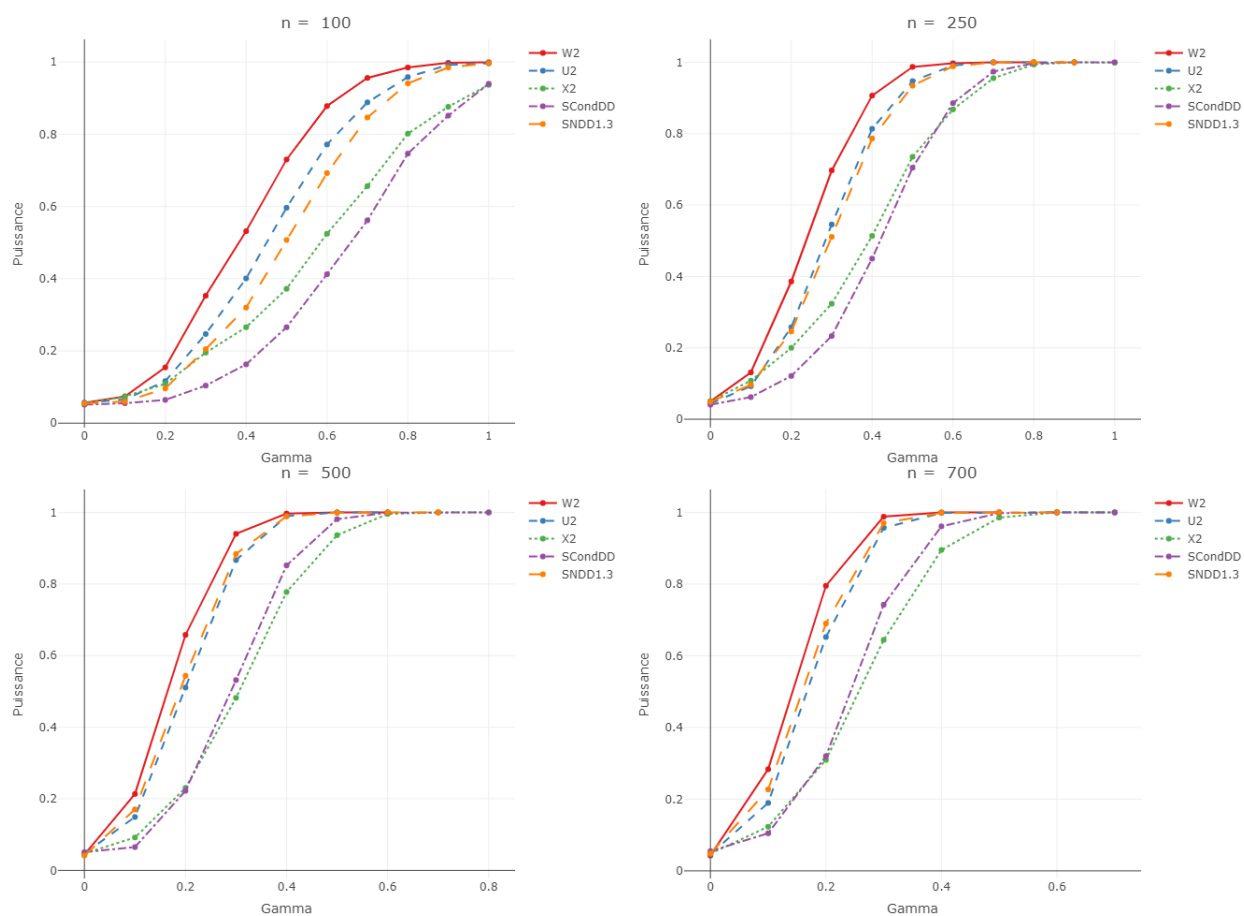 n = 100
W2
U2
X2
SCondDD
SNDD1.3
Puissance
1
0.8
0.6
0.4
0.2
0
0 0.2 0.4 0.6 0.8 1
Gamma
n = 250
W2
U2
X2
SCondDD
SNDD1.3
Puissance
1
0.8
0.6
0.4
0.2
0
0 0.2 0.4 0.6 0.8 1
Gamma
n = 500
W2
U2
X2
SCondDD
SNDD1.3
Puissance
1
0.8
0.6
0.4
0.2
0
0 0.2 0.4 0.6 0.8
Gamma
n = 700
W2
U2
X2
SCondDD
SNDD1.3
Puissance
1
0.8
0.6
0.4
0.2
0
0 0.2 0.4 0.6
Gamma